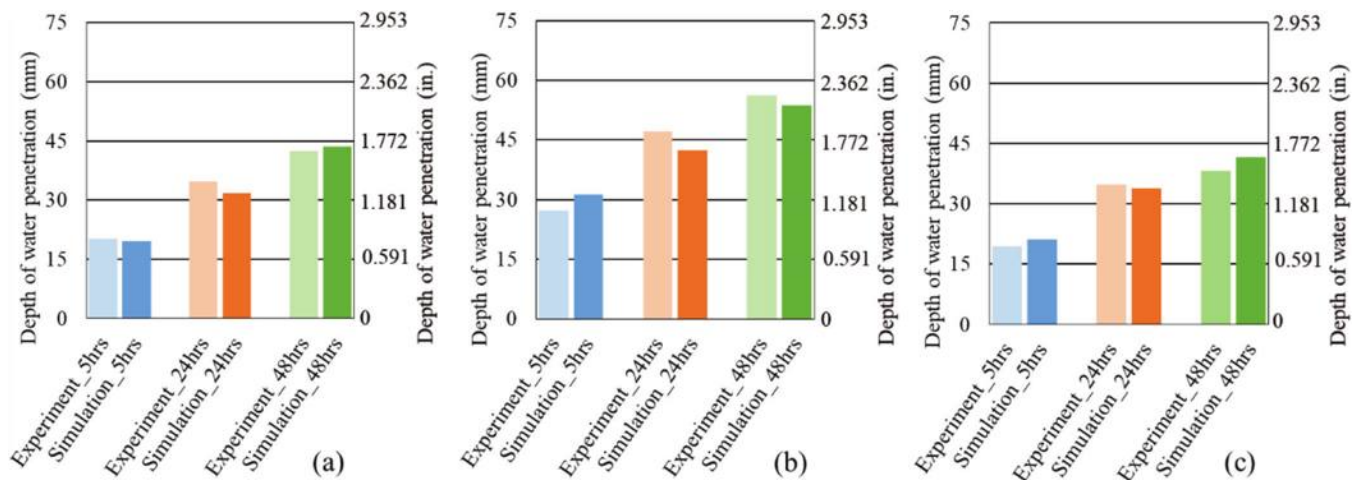 Depth of water penetration (mm)
75
60
45
30
15
0
2.953
2.362
1.772
1.181
0.591
0
Depth of water penetration (in.)
Experiment_5hrs
Simulation_5hrs
Experiment_24hrs
Simulation_24hrs
Experiment_48hrs
Simulation_48hrs
(a)
Depth of water penetration (mm)
75
60
45
30
15
0
2.953
2.362
1.772
1.181
0.591
0
Depth of water penetration (in.)
Experiment_5hrs
Simulation_5hrs
Experiment_24hrs
Simulation_24hrs
Experiment_48hrs
Simulation_48hrs
(b)
Depth of water penetration (mm)
75
60
45
30
15
0
2.953
2.362
1.772
1.181
0.591
0
Depth of water penetration (in.)
Experiment_5hrs
Simulation_5hrs
Experiment_24hrs
Simulation_24hrs
Experiment_48hrs
Simulation_48hrs
(c)